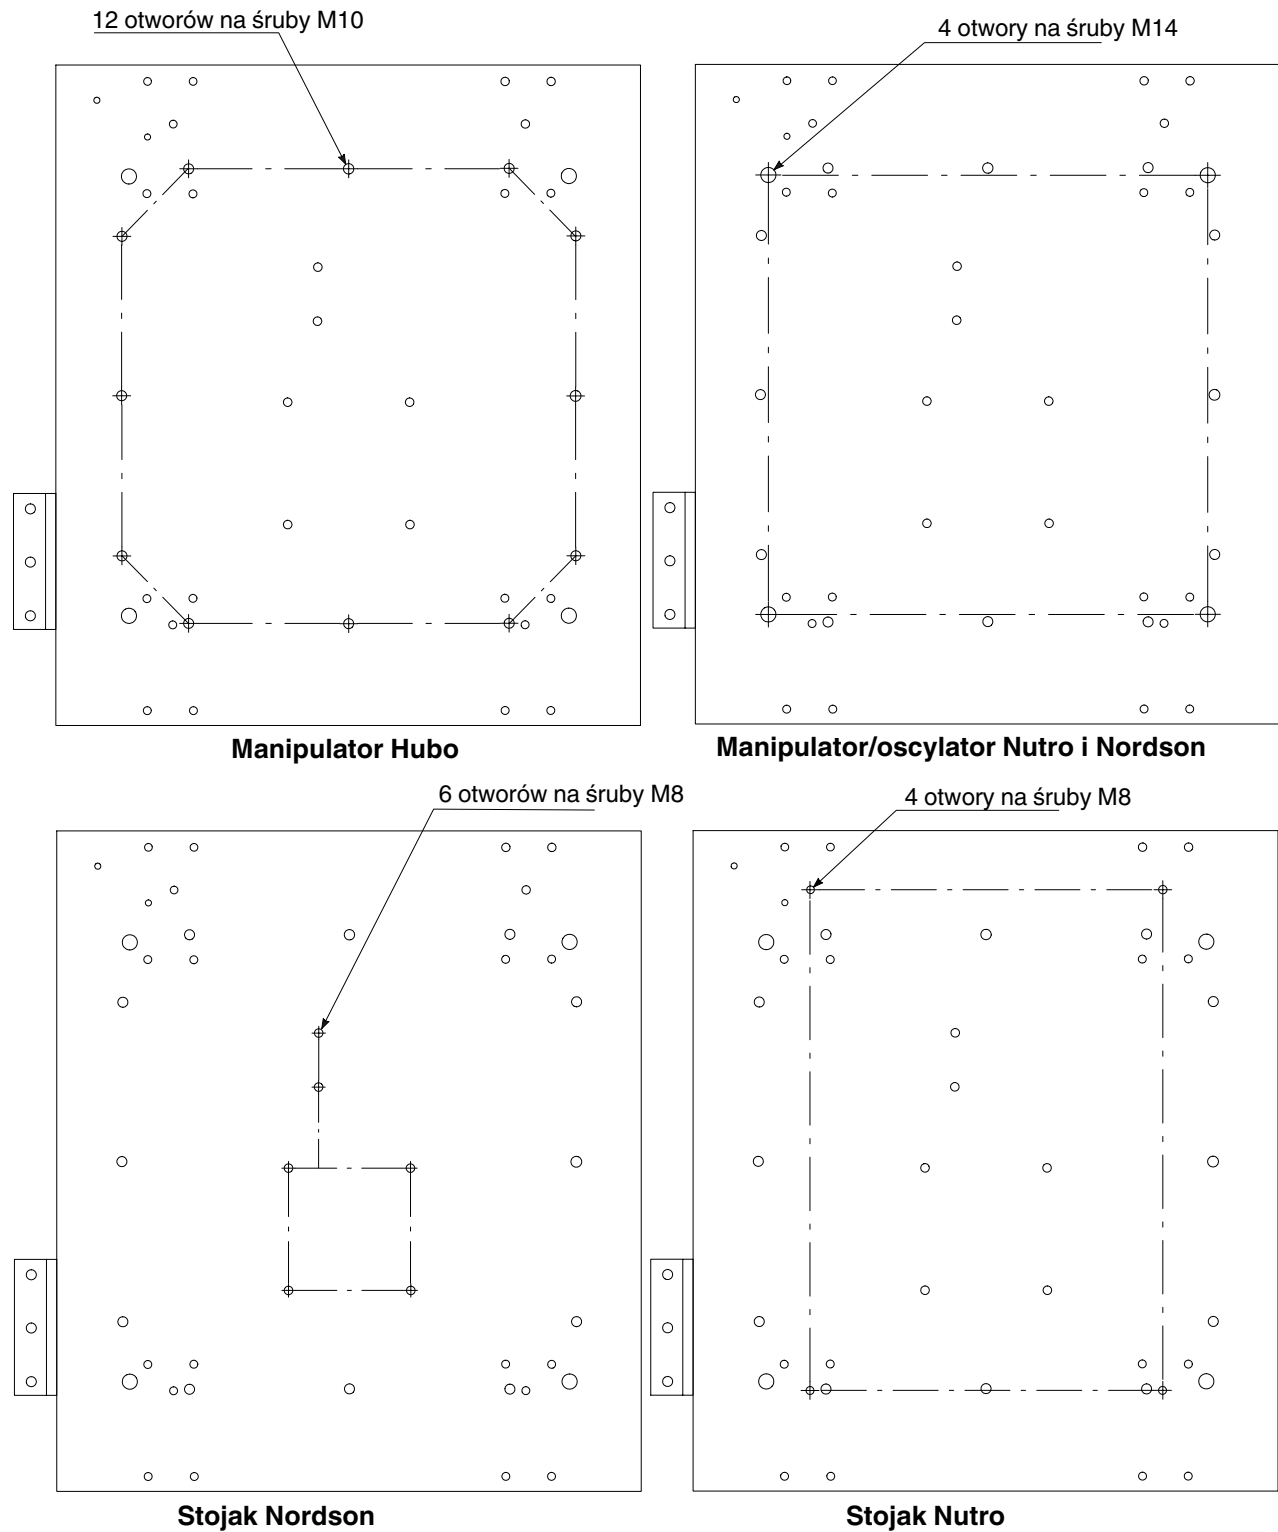 12 otworów na śruby M10
4 otwory na śruby M14
Manipulator Hubo
Manipulator/oscylator Nutro i Nordson
6 otworów na śruby M8
4 otwory na śruby M8
Stojak Nordson
Stojak Nutro